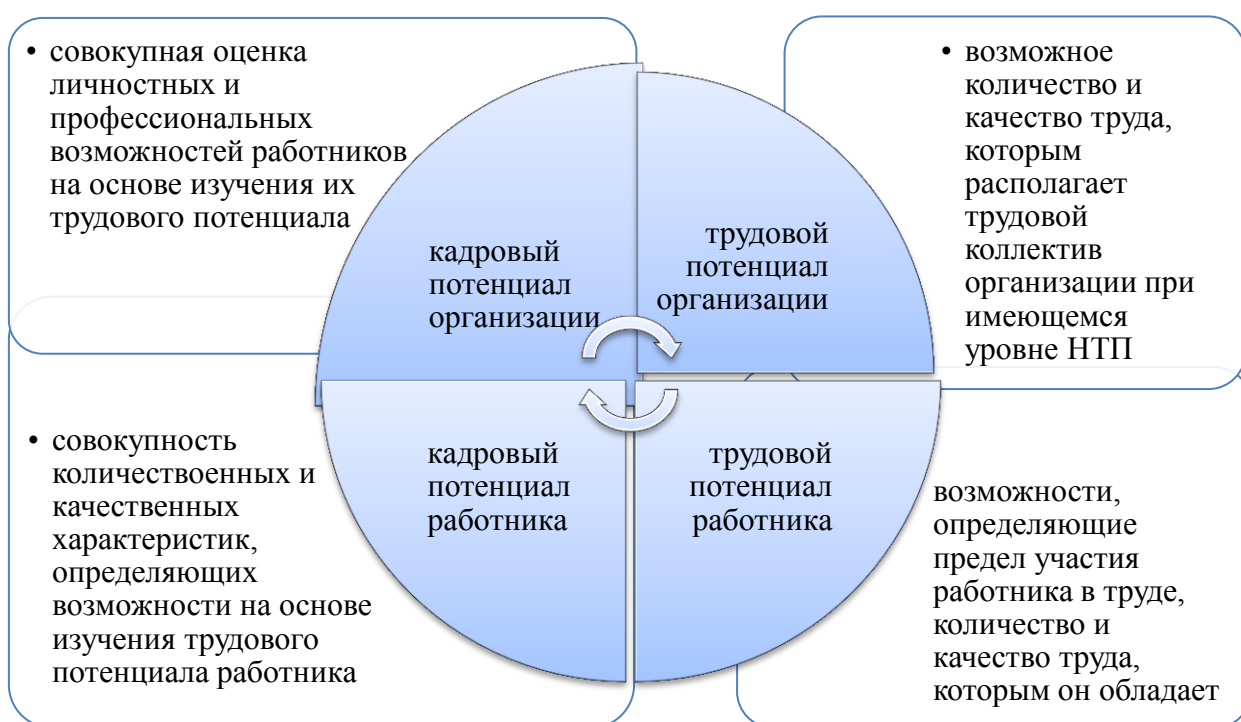 • совокупная оценка
личностных и
профессиональных
возможностей работников
на основе изучения их
трудового потенциала
• возможное
количество и
качество труда,
которым
располагает
трудовой
коллектив
организации при
имеющемся
уровне НТП
кадровый
потенциал
организации
трудовой
потенциал
организации
• совокупность
количествоенных и
качественных
характеристик,
определяющих
возможности на основе
изучения трудового
потенциала работника
кадровый
потенциал
работника
трудовой
потенциал
работника
возможности,
определяющие
предел участия
работника в труде,
количество и
качество труда,
которым он обладает